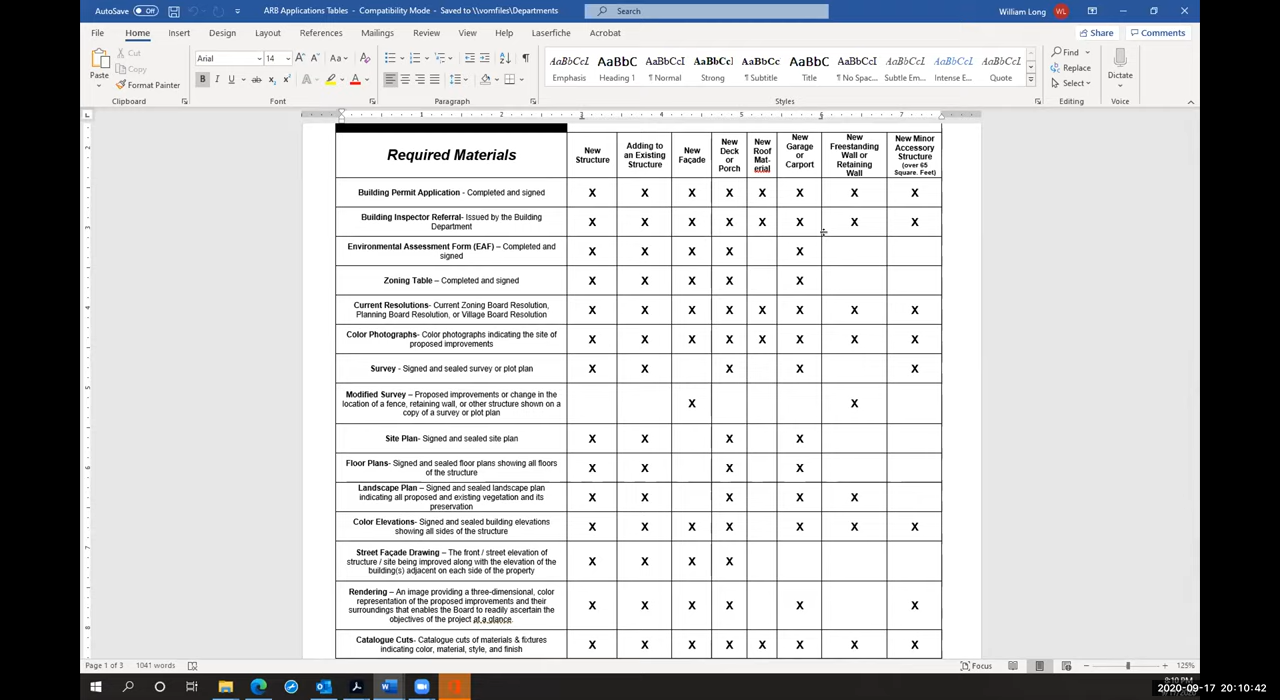 AutoSave Off
ARB Applications Tables - Compatibility Mode - Saved to \\vomfiles\Departments
Search
William Long WL
File Home Insert Design Layout References Mailings Review View Help Laserfiche Acrobat
Share Comments
Paste
Cut
Copy
Format Painter
Clipboard
Arial 14
Font
Paragraph
AaBbCcI AaBbC AaBbCcI AaBbCc AaBbCc AaBbC AaBbCcI AaBbCcI AaBbCcI AaBbCcI
Emphasis Heading 1 ¶ Normal Strong ¶ Subtitle Title ¶ No Spac... Subtle Em... Intense E... Quote
Styles
Find
Replace
Select
Editing
Dictate
Voice
1 2 3 4 5 6 7
Required Materials
New Structure
Adding to an Existing Structure
New Façade
New Deck or Porch
New Roof Mat-erial
New Garage or Carport
New Freestanding Wall or Retaining Wall
New Minor Accessory Structure (over 65 Square. Feet)
Building Permit Application - Completed and signed X X X X X X X X
Building Inspector Referral- Issued by the Building
Department X X X X X X X X
Environmental Assessment Form (EAF) – Completed and
signed X X X X X
Zoning Table – Completed and signed X X X X X
Current Resolutions- Current Zoning Board Resolution,
Planning Board Resolution, or Village Board Resolution X X X X X X X X
Color Photographs- Color photographs indicating the site of
proposed improvements X X X X X X X X
Survey - Signed and sealed survey or plot plan X X X X X
Modified Survey – Proposed improvements or change in the
location of a fence, retaining wall, or other structure shown on a
copy of a survey or plot plan X X
Site Plan- Signed and sealed site plan X X X X
Floor Plans- Signed and sealed floor plans showing all floors
of the structure X X X X
Landscape Plan – Signed and sealed landscape plan
indicating all proposed and existing vegetation and its
preservation X X X X X
Color Elevations- Signed and sealed building elevations
showing all sides of the structure X X X X X X X
Street Façade Drawing – The front / street elevation of
structure / site being improved along with the elevation of the
building(s) adjacent on each side of the property X X X X
Rendering – An image providing a three-dimensional, color
representation of the proposed improvements and their
surroundings that enables the Board to readily ascertain the
objectives of the project at a glance. X X X X X X
Catalogue Cuts- Catalogue cuts of materials & fixtures
indicating color, material, style, and finish X X X X X X X X
Page 1 of 3 1041 words
Focus
125%
2020-09-17 20:10:42